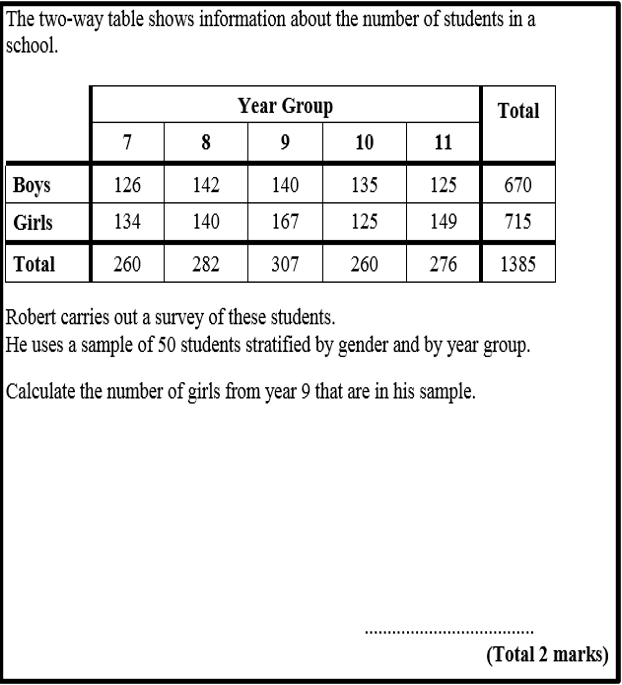 The two-way table shows information about the number of students in a
school.
Year Group Total
7 8 9 10 11
Boys 126 142 140 135 125 670
Girls 134 140 167 125 149 715
Total 260 282 307 260 276 1385
Robert carries out a survey of these students.
He uses a sample of 50 students stratified by gender and by year group.
Calculate the number of girls from year 9 that are in his sample.
.......................................
(Total 2 marks)